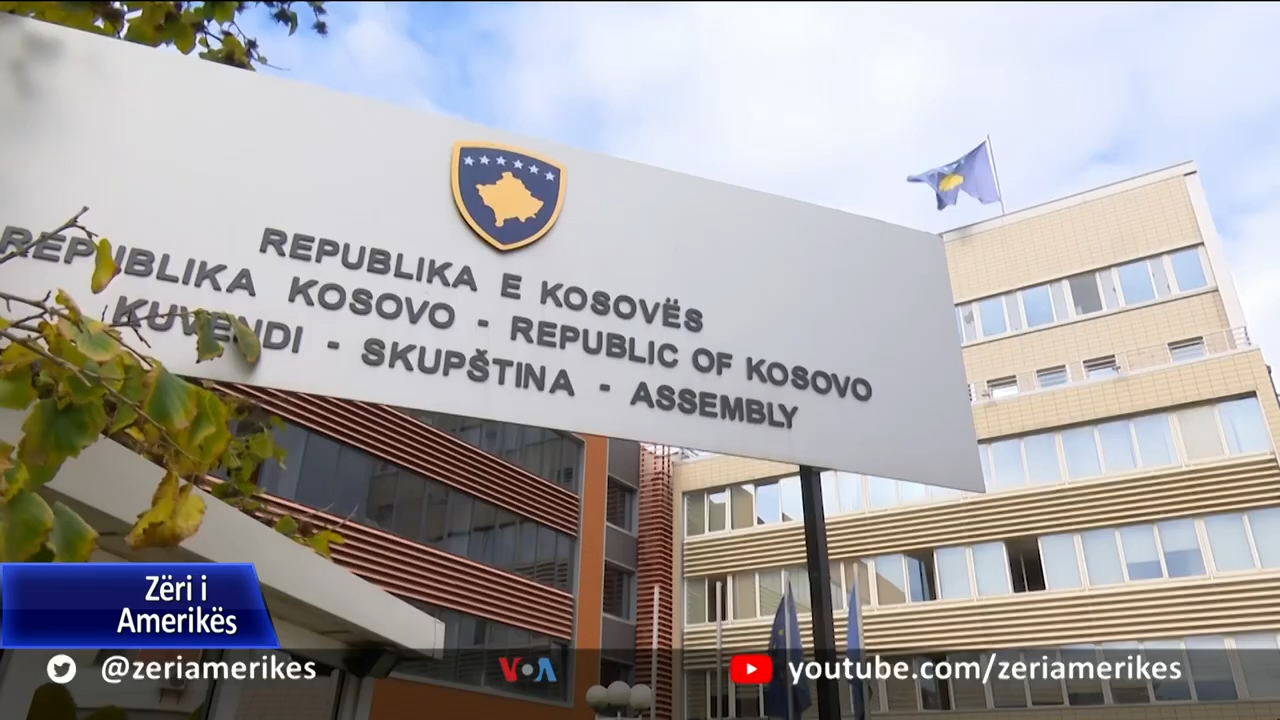 REPUBLIKA E KOSOVËS
REPUBLIKA KOSOVO - REPUBLIC OF KOSOVO
KUVENDI - SKUPŠTINA - ASSEMBLY
Zëri i
Amerikës
@zeriamerikes
VOA
youtube.com/zeriamerikes